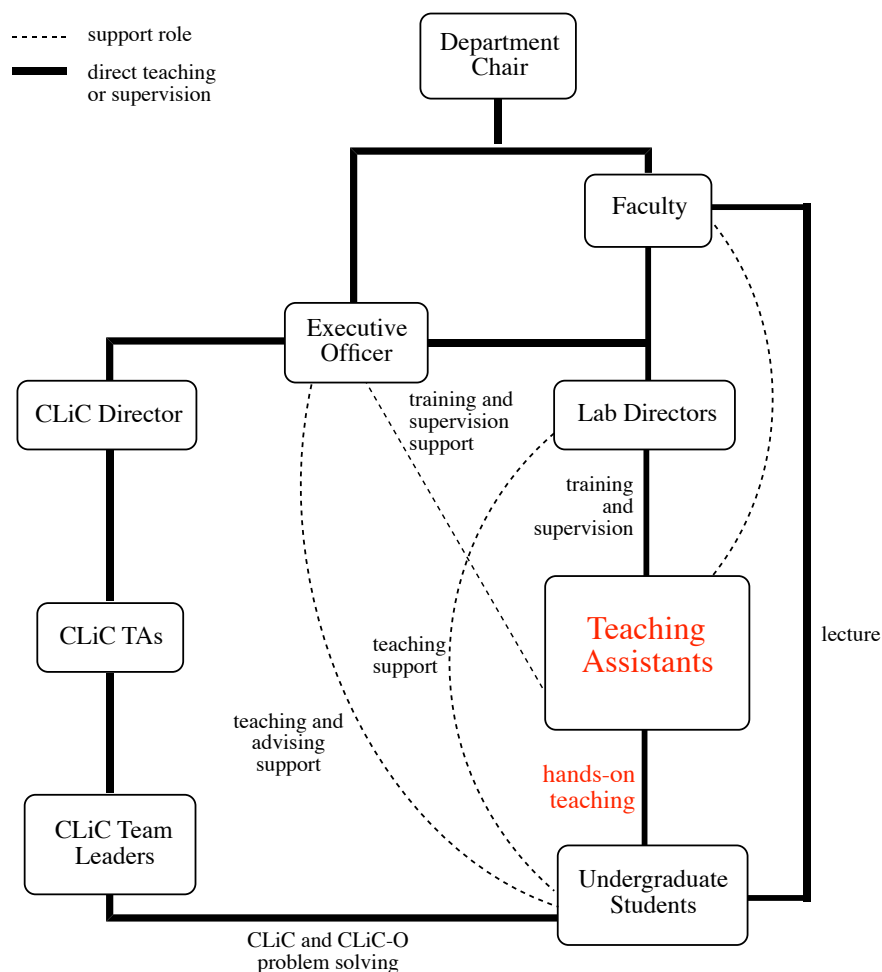 support role
direct teaching
or supervision
Department
Chair
Faculty
Executive
Officer
CLiC Director
training and
supervision
support
Lab Directors
training
and
supervision
CLiC TAs
Teaching
Assistants
lecture
teaching
support
teaching and
advising
support
hands-on
teaching
CLiC Team
Leaders
Undergraduate
Students
CLiC and CLiC-O
problem solving